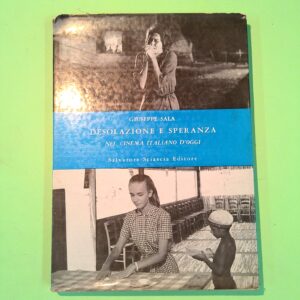 GIUSEPPE SALA
DESOLAZIONE E SPERANZA
NEL CINEMA ITALIANO D'OGGI
Salvatore Sciascia Editore